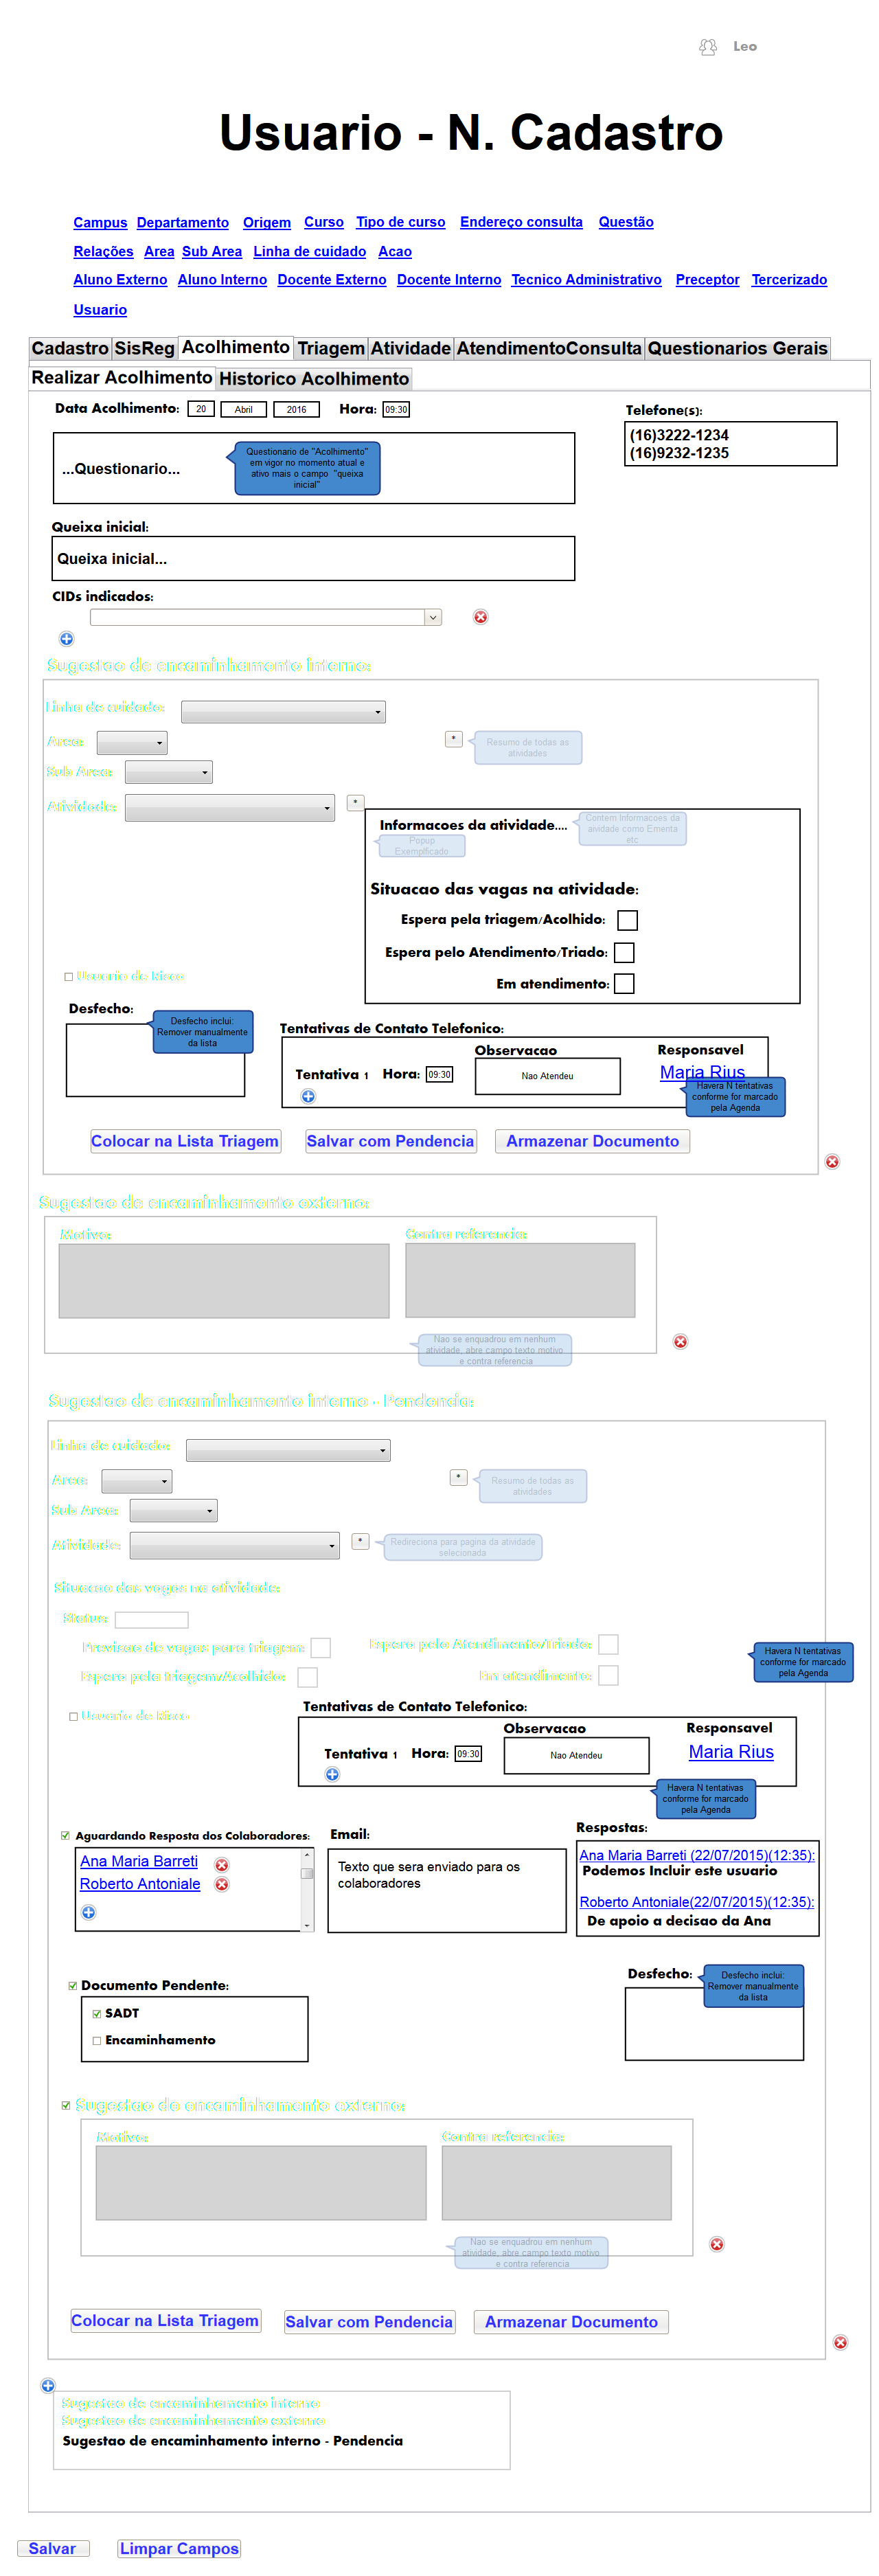 Leo
Usuario - N. Cadastro
Campus Departamento Origem Curso Tipo de curso Endereço consulta Questão
Relações Area Sub Area Linha de cuidado Acao
Aluno Externo Aluno Interno Docente Externo Docente Interno Tecnico Administrativo Preceptor Tercerizado
Usuario
Cadastro SisReg Acolhimento Triagem Atividade AtendimentoConsulta Questionarios Gerais
Realizar Acolhimento Historico Acolhimento
Data Acolhimento: 20 Abril 2016 Hora: 09:30
Telefone(s):
(16)3222-1234
(16)9232-1235
...Questionario...
Questionario de "Acolhimento"
em vigor no momento atual e
ativo mais o campo "queixa
inicial"
Queixa inicial:
Queixa inicial...
CIDs indicados:
Sugestao de encaminhamento interno:
Linha de cuidado:
Area:
*
Resumo de todas as
atividades
Sub Area:
Atividade:
*
Informacoes da atividade....
Contem Informacoes da
aividade como Ementa
etc
Popup
Exemplficado
Situacao das vagas na atividade:
Espera pela triagem/Acolhido:
Espera pelo Atendimento/Triado:
Em atendimento:
Usuario de Risco
Desfecho:
Desfecho inclui:
Remover manualmente
da lista
Tentativas de Contato Telefonico:
Observacao
Responsavel
Tentativa 1 Hora: 09:30 Nao Atendeu Maria Rius
Havera N tentativas
conforme for marcado
pela Agenda
Colocar na Lista Triagem Salvar com Pendencia Armazenar Documento
Sugestao de encaminhamento externo:
Motivo: Contra referencia:
Nao se enquadrou em nenhum
atividade, abre campo texto motivo
e contra referencia
Sugestao de encaminhamento interno - Pendencia:
Linha de cuidado:
Area:
*
Resumo de todas as
atividades
Sub Area:
Atividade:
*
Redireciona para pagina da atividade
selecionada
Situacao das vagas na atividade:
Status:
Previsao de vagas para triagem: Espera pelo Atendimento/Triado:
Espera pela triagem/Acolhido: Em atendimento:
Havera N tentativas
conforme for marcado
pela Agenda
Usuario de Risco
Tentativas de Contato Telefonico:
Observacao
Responsavel
Tentativa 1 Hora: 09:30 Nao Atendeu Maria Rius
Havera N tentativas
conforme for marcado
pela Agenda
Aguardando Resposta dos Colaboradores:
Ana Maria Barreti
Roberto Antoniale
Email:
Texto que sera enviado para os
colaboradores
Respostas:
Ana Maria Barreti (22/07/2015)(12:35):
Podemos Incluir este usuario
Roberto Antoniale(22/07/2015)(12:35):
De apoio a decisao da Ana
Documento Pendente:
SADT
Encaminhamento
Desfecho:
Desfecho inclui:
Remover manualmente
da lista
Sugestao de encaminhamento externo:
Motivo: Contra referencia:
Nao se enquadrou em nenhum
atividade, abre campo texto motivo
e contra referencia
Colocar na Lista Triagem Salvar com Pendencia Armazenar Documento
Sugestao de encaminhamento interno
Sugestao de encaminhamento externo
Sugestao de encaminhamento interno - Pendencia
Salvar Limpar Campos